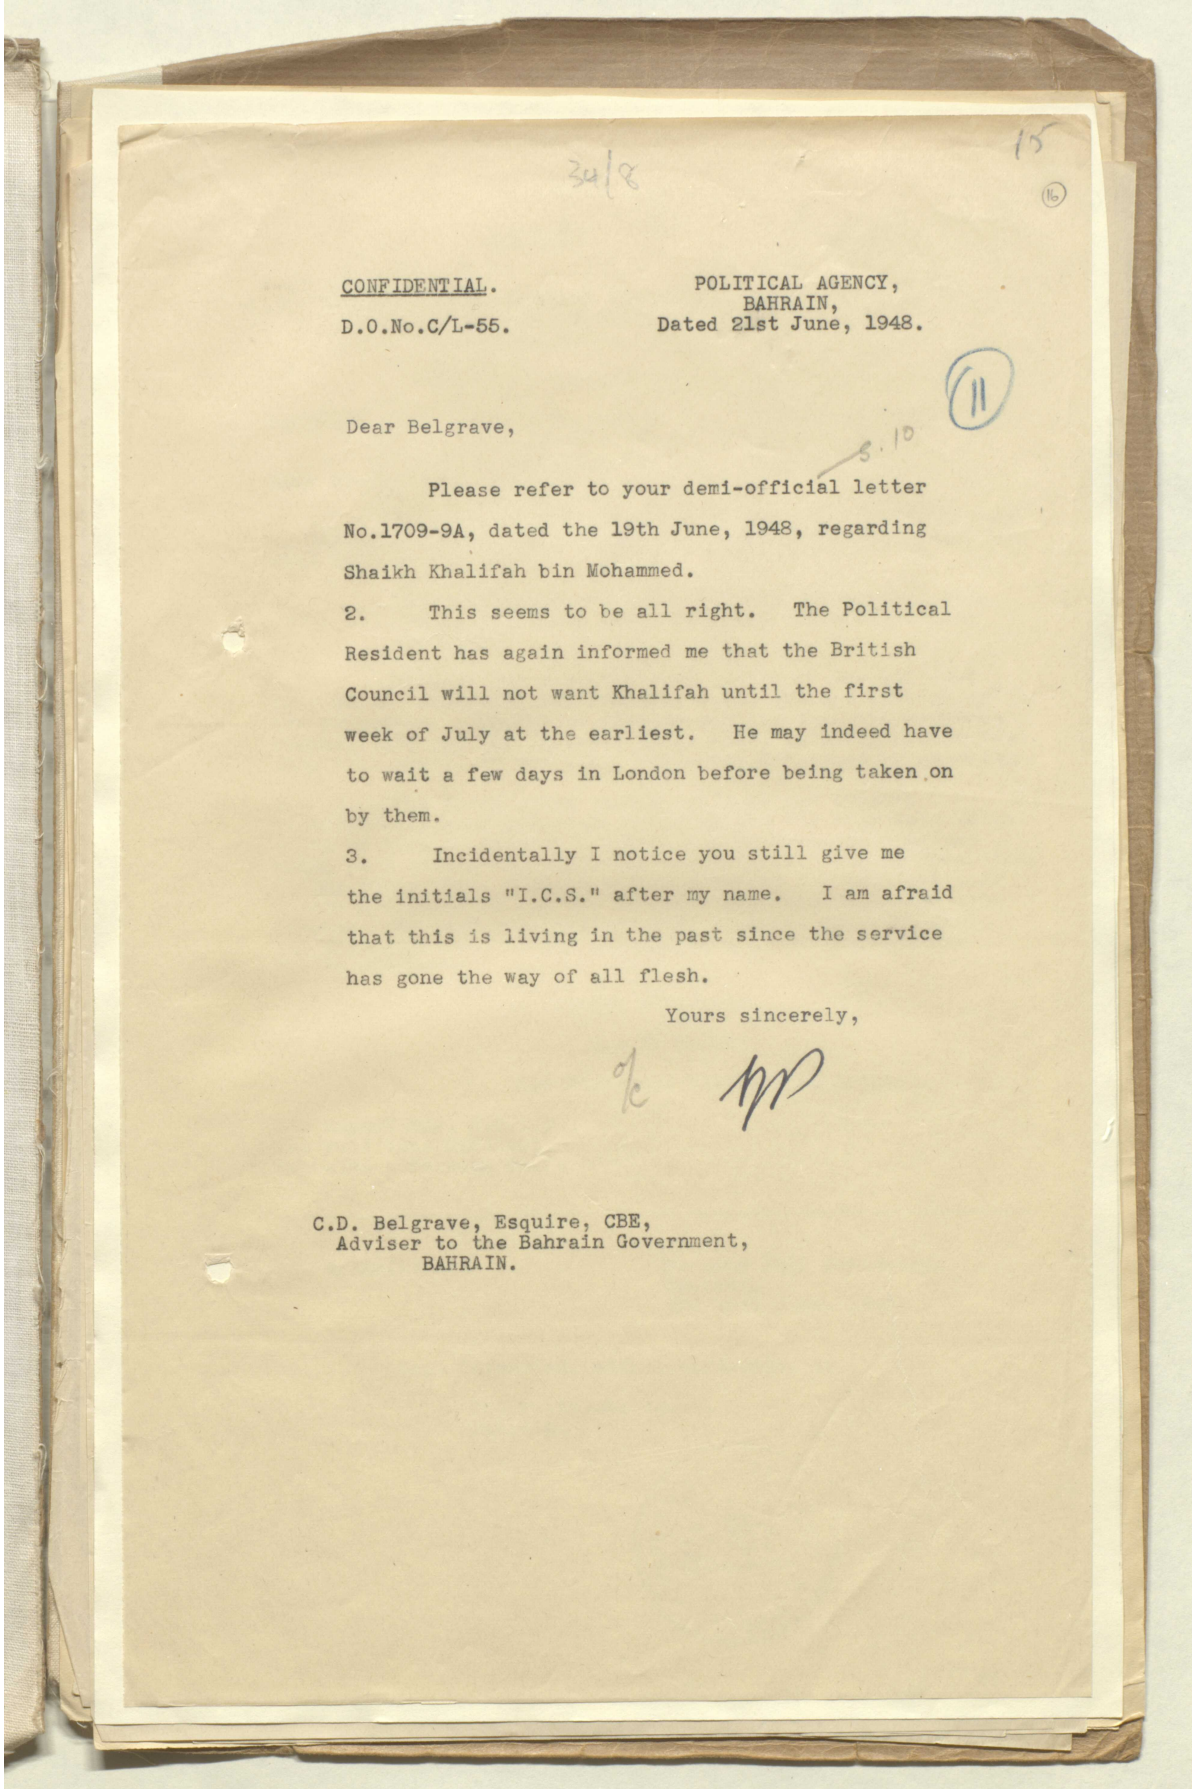 15
34/8
16
CONFIDENTIAL.
POLITICAL AGENCY,
BAHRAIN,
D.O.No.C/L-55.
Dated 21st June, 1948.
11
Dear Belgrave,
S.10
Please refer to your demi-official letter
No.1709-9A, dated the 19th June, 1948, regarding
Shaikh Khalifah bin Mohammed.
2. This seems to be all right. The Political
Resident has again informed me that the British
Council will not want Khalifah until the first
week of July at the earliest. He may indeed have
to wait a few days in London before being taken on
by them.
3. Incidentally I notice you still give me
the initials "I.C.S." after my name. I am afraid
that this is living in the past since the service
has gone the way of all flesh.
Yours sincerely,
o/c
C.D. Belgrave, Esquire, CBE,
Adviser to the Bahrain Government,
BAHRAIN.